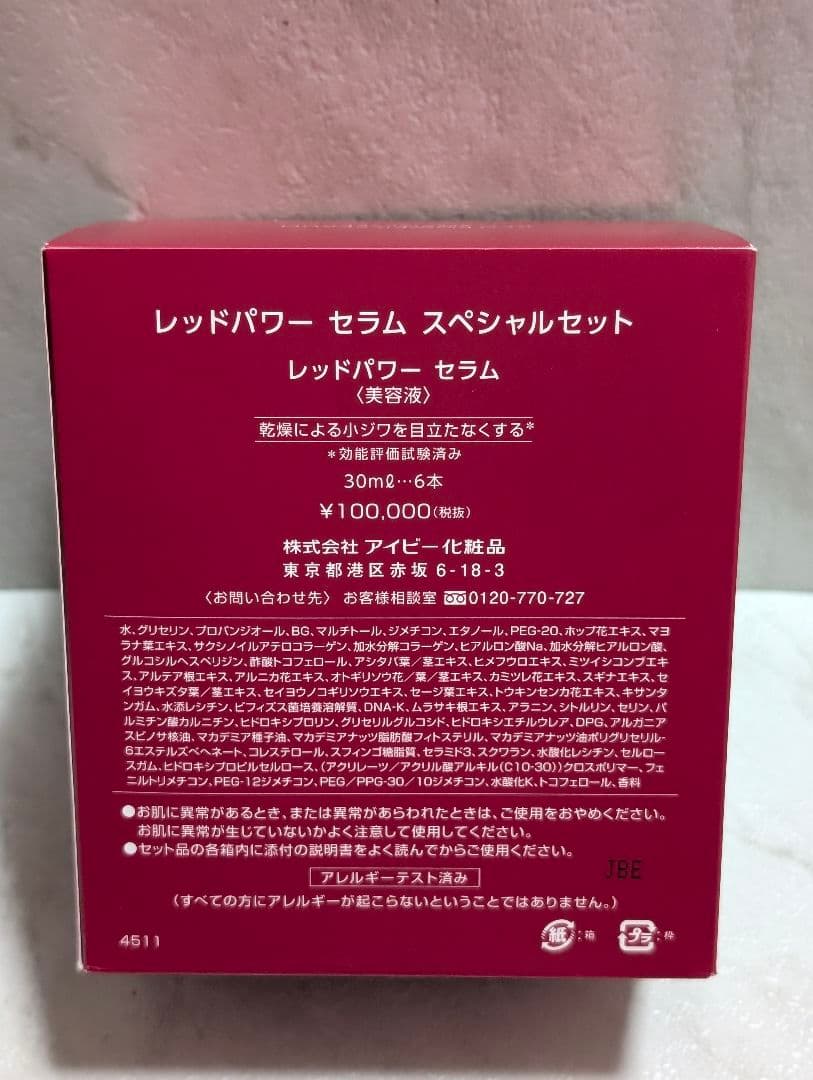 レッドパワー セラム スペシャルセット
レッドパワー セラム
〈美容液〉
乾燥による小ジワを目立たなくする*
*効能評価試験済み
30mℓ…6本
¥100,000(税抜)
株式会社 アイビー化粧品
東京都港区赤坂 6-18-3
〈お問い合わせ先〉 お客様相談室 0120-770-727
水、グリセリン、プロパンジオール、BG、マルチトール、ジメチコン、エタノール、PEG-20、ホップ花エキス、マヨ
ラナ葉エキス、サクシノイルアテロコラーゲン、加水分解コラーゲン、ヒアルロン酸Na、加水分解ヒアルロン酸、
グルコシルヘスペリジン、酢酸トコフェロール、アシタバ葉/茎エキス、ヒメフウロエキス、ミツイシコンブエキ
ス、アルテア根エキス、アルニカ花エキス、オトギリソウ花/葉/茎エキス、カミツレ花エキス、スギナエキス、セ
イヨウキズタ葉/茎エキス、セイヨウノコギリソウエキス、セージ葉エキス、トウキンセンカ花エキス、キサンタ
ンガム、水添レシチン、ビフィズス菌培養溶解質、DNA-K、ムラサキ根エキス、アラニン、シトルリン、セリン、パ
ルミチン酸カルニチン、ヒドロキシプロリン、グリセリルグルコシド、ヒドロキシエチルウレア、DPG、アルガニア
スピノサ核油、マカデミア種子油、マカデミアナッツ脂肪酸フィトステリル、マカデミアナッツ油ポリグリセリル-
6エステルズベヘネート、コレステロール、スフィンゴ糖脂質、セラミド3、スクワラン、水酸化レシチン、セルロー
スガム、ヒドロキシプロピルセルロース、(アクリレーツ/アクリル酸アルキル(C10-30))クロスポリマー、フェ
ニルトリメチコン、PEG-12ジメチコン、PEG/PPG-30/10ジメチコン、水酸化K、トコフェロール、香料
●お肌に異常があるとき、または異常があらわれたときは、ご使用をおやめください。
お肌に異常が生じていないかよく注意して使用してください。
●セット品の各箱内に添付の説明書をよく読んでからご使用ください。
JBE
アレルギーテスト済み
(すべての方にアレルギーが起こらないということではありません。)
4511
紙:箱 プラ:枠